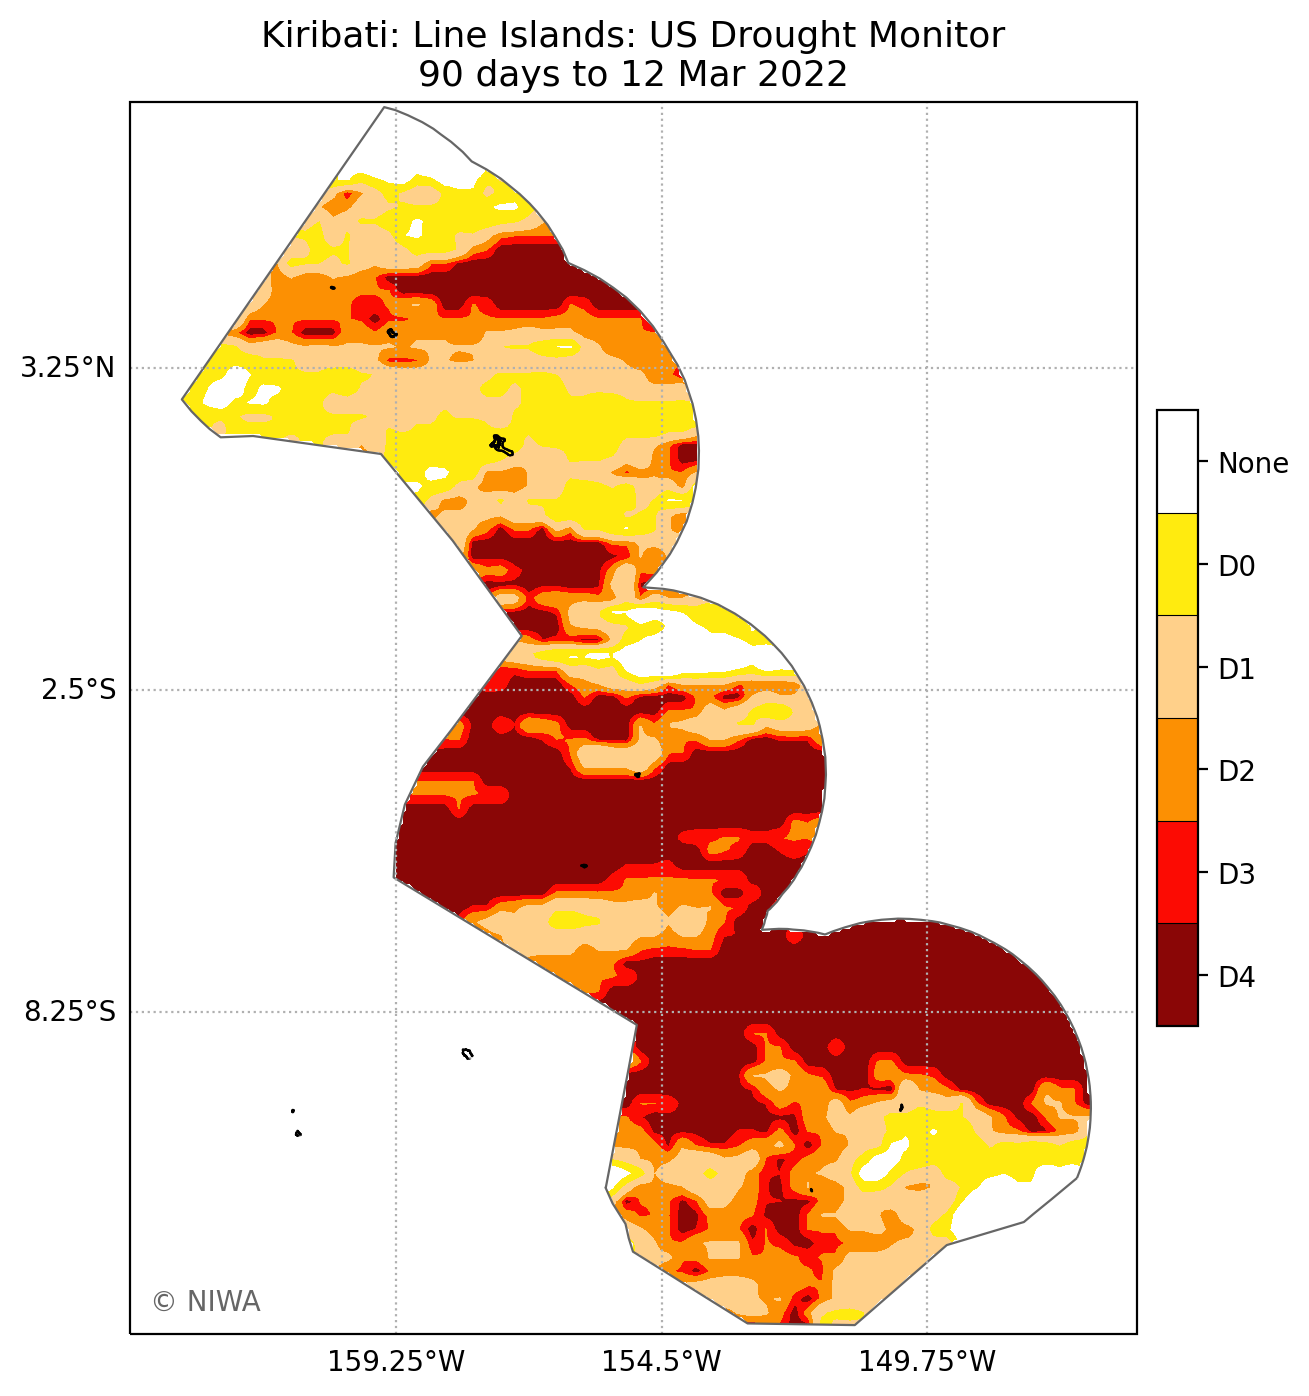 Kiribati: Line Islands: US Drought Monitor
90 days to 12 Mar 2022
3.25°N
2.5°S
8.25°S
159.25°W
154.5°W
149.75°W
None
D0
D1
D2
D3
D4
© NIWA